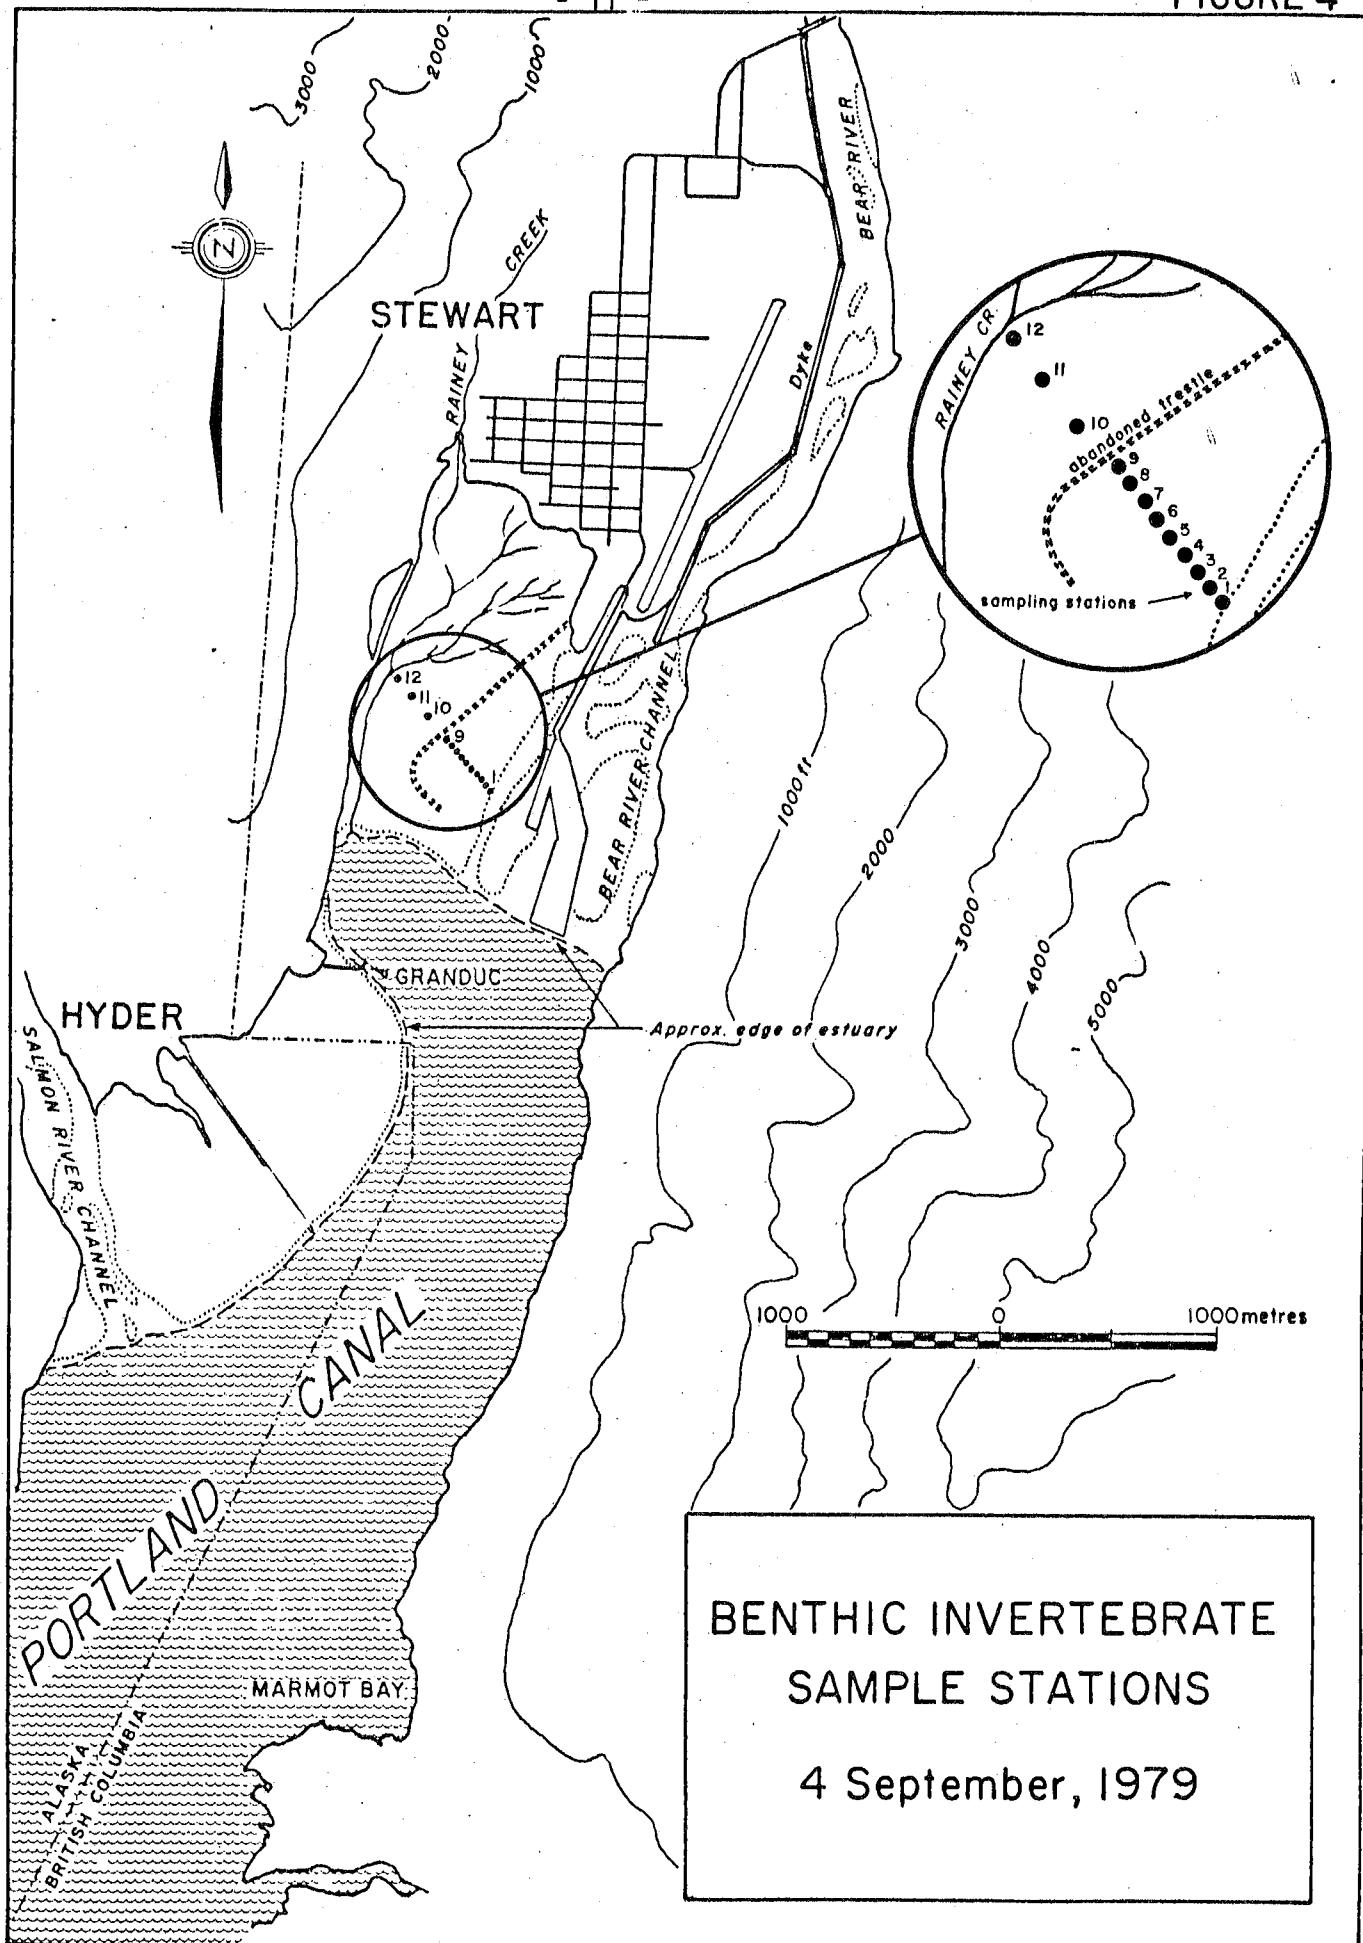 FIGURE 4
3000
2000
1000
BEAR RIVER
N
CREEK
STEWART
RAINEY
Dyke
RAINEY CR.
12
11
10
abandoned trestle
9
8
7
6
5
4
3
2
1
sampling stations
12
11
10
9
1
BEAR RIVER CHANNEL
1000 ft
2000
3000
4000
5000
GRANDUC
HYDER
Approx. edge of estuary
SALMON RIVER CHANNEL
1000 0 1000 metres
PORTLAND CANAL
MARMOT BAY
ALASKA
BRITISH COLUMBIA
BENTHIC INVERTEBRATE
SAMPLE STATIONS
4 September, 1979